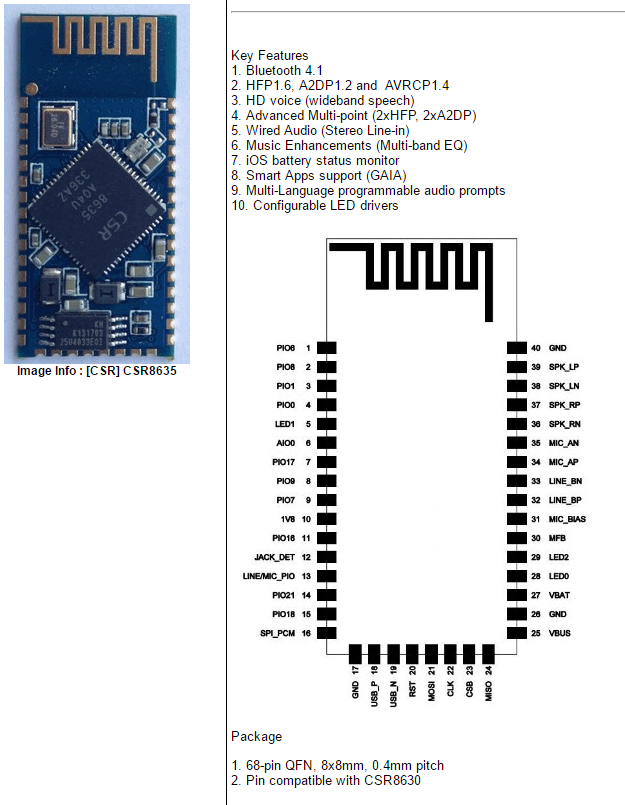 8635
A04U
336AZ
CSR
KH
K131703
25U4033E01
Image Info : [CSR] CSR8635
Key Features
1. Bluetooth 4.1
2. HFP1.6, A2DP1.2 and AVRCP1.4
3. HD voice (wideband speech)
4. Advanced Multi-point (2xHFP, 2xA2DP)
5. Wired Audio (Stereo Line-in)
6. Music Enhancements (Multi-band EQ)
7. iOS battery status monitor
8. Smart Apps support (GAIA)
9. Multi-Language programmable audio prompts
10. Configurable LED drivers
PIO6 1
PIO8 2
PIO1 3
PIO0 4
LED1 5
AIO0 6
PIO17 7
PIO9 8
PIO7 9
1V8 10
PIO16 11
JACK_DET 12
LINE/MIC_PIO 13
PIO21 14
PIO18 15
SPI_PCM 16
GND 17
USB_P 18
USB_N 19
RST 20
MOSI 21
CLK 22
CSB 23
MISO 24
40 GND
39 SPK_LP
38 SPK_LN
37 SPK_RP
36 SPK_RN
35 MIC_AN
34 MIC_AP
33 LINE_BN
32 LINE_BP
31 MIC_BIAS
30 MFB
29 LED2
28 LED0
27 VBAT
26 GND
25 VBUS
Package
1. 68-pin QFN, 8x8mm, 0.4mm pitch
2. Pin compatible with CSR8630